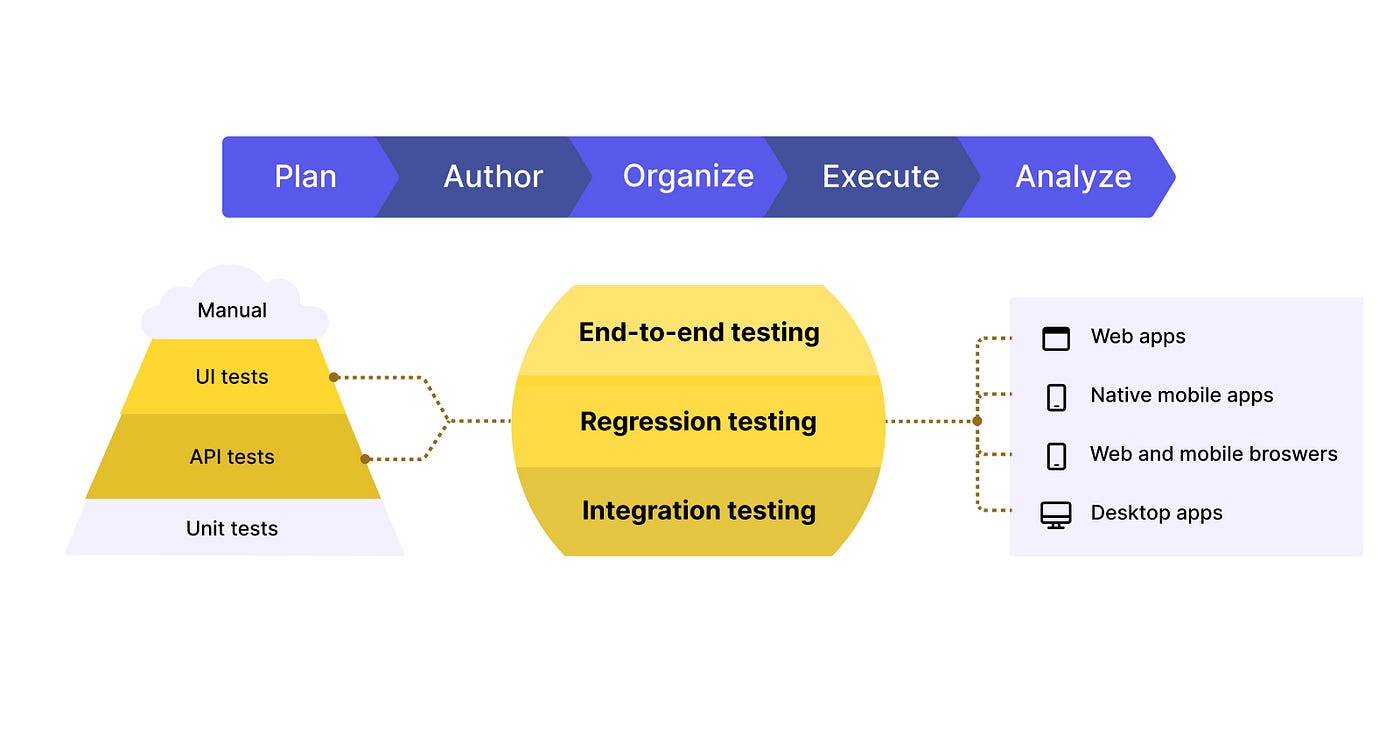 Plan
Author
Organize
Execute
Analyze
Manual
UI tests
API tests
Unit tests
End-to-end testing
Regression testing
Integration testing
Web apps
Native mobile apps
Web and mobile broswers
Desktop apps